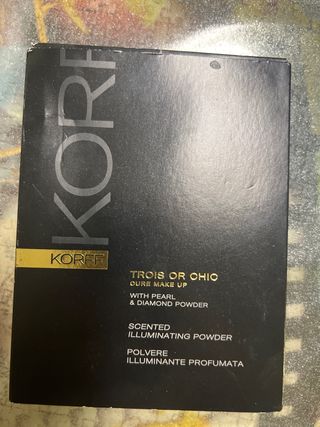 KORFF
KORFF
TROIS OR CHIC
CURE MAKE UP
WITH PEARL
& DIAMOND POWDER
SCENTED
ILLUMINATING POWDER
POLVERE
ILLUMINANTE PROFUMATA